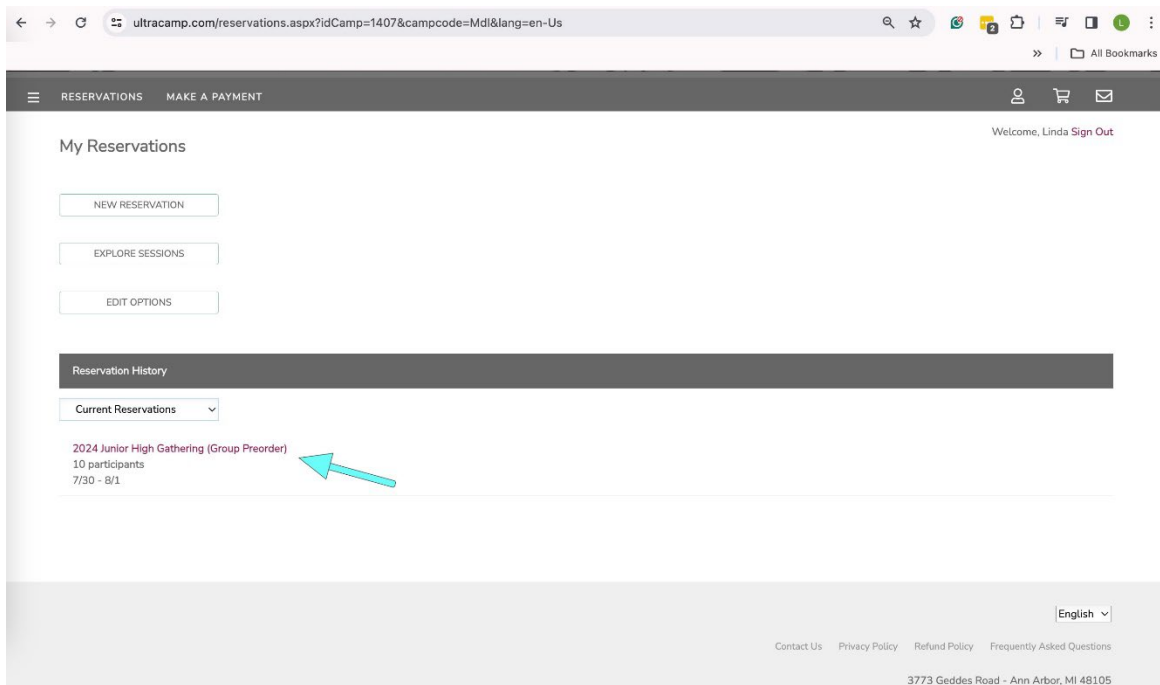 ultracamp.com/reservations.aspx?idCamp=1407&campcode=Mdl&lang=en-Us
2
L
» All Bookmarks
RESERVATIONS MAKE A PAYMENT
Welcome, Linda Sign Out
My Reservations
NEW RESERVATION
EXPLORE SESSIONS
EDIT OPTIONS
Reservation History
Current Reservations
2024 Junior High Gathering (Group Preorder)
10 participants
7/30 - 8/1
English
Contact Us Privacy Policy Refund Policy Frequently Asked Questions
3773 Geddes Road - Ann Arbor, MI 48105